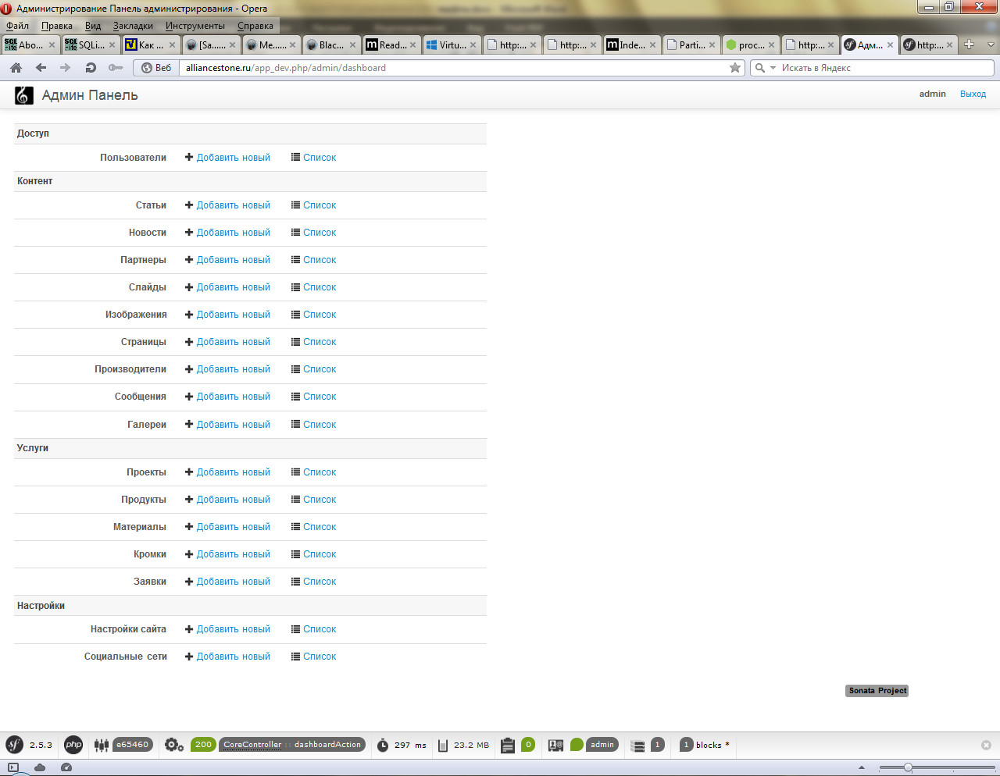 Администрирование Панель администрирования - Opera
Файл Правка Вид Закладки Инструменты Справка
Abo... SQLi... Как ... [Sa...... Me...... Blac... Read... Virtu... http:... http:... Inde... Parti... proc... http:... Адм... http:...
Веб alliancestone.ru/app_dev.php/admin/dashboard Искать в Яндекс
Админ Панель admin Выход
Доступ
Пользователи Добавить новый Список
Контент
Статьи Добавить новый Список
Новости Добавить новый Список
Партнеры Добавить новый Список
Слайды Добавить новый Список
Изображения Добавить новый Список
Страницы Добавить новый Список
Производители Добавить новый Список
Сообщения Добавить новый Список
Галереи Добавить новый Список
Услуги
Проекты Добавить новый Список
Продукты Добавить новый Список
Материалы Добавить новый Список
Кромки Добавить новый Список
Заявки Добавить новый Список
Настройки
Настройки сайта Добавить новый Список
Социальные сети Добавить новый Список
Sonata Project
sf 2.5.3 php e65460 200 CoreController :: dashboardAction 297 ms 23.2 MB 0 admin 1 1 blocks *